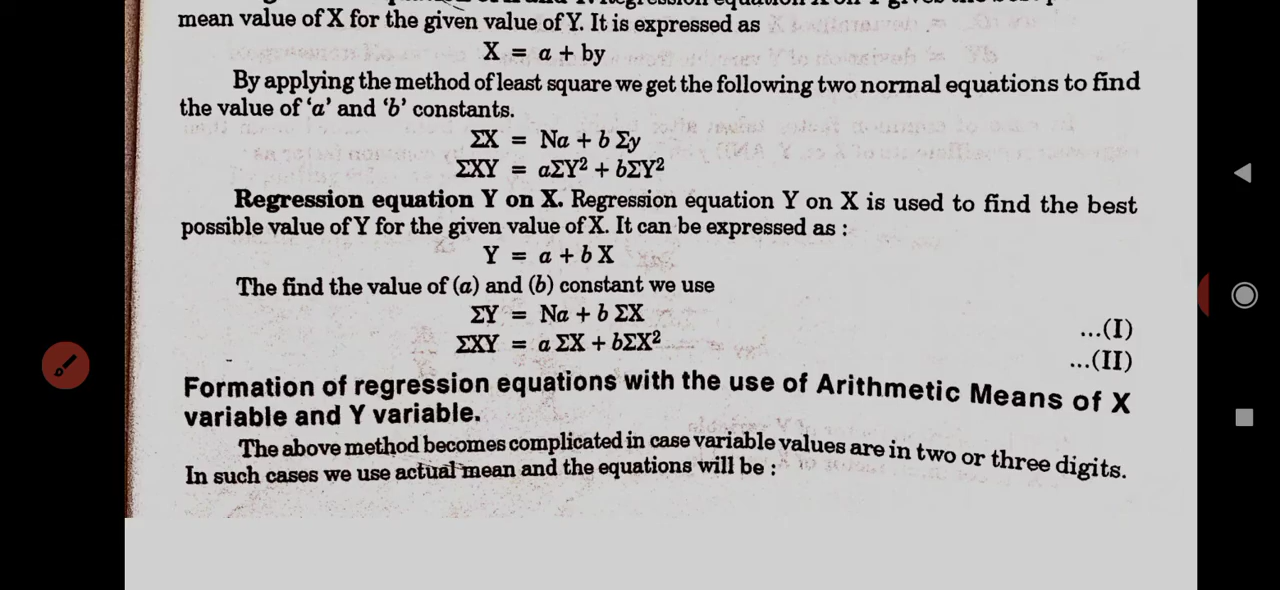 mean value of X for the given value of Y. It is expressed as
X = a + by
By applying the method of least square we get the following two normal equations to find
the value of 'a' and 'b' constants.
ΣX = Na + b Σy
ΣXY = aΣY² + bΣY²
Regression equation Y on X. Regression equation Y on X is used to find the best
possible value of Y for the given value of X. It can be expressed as :
Y = a + b X
The find the value of (a) and (b) constant we use
ΣY = Na + b ΣX ...(I)
ΣXY = a ΣX + bΣX² ...(II)
Formation of regression equations with the use of Arithmetic Means of X
variable and Y variable.
The above method becomes complicated in case variable values are in two or three digits.
In such cases we use actual mean and the equations will be :